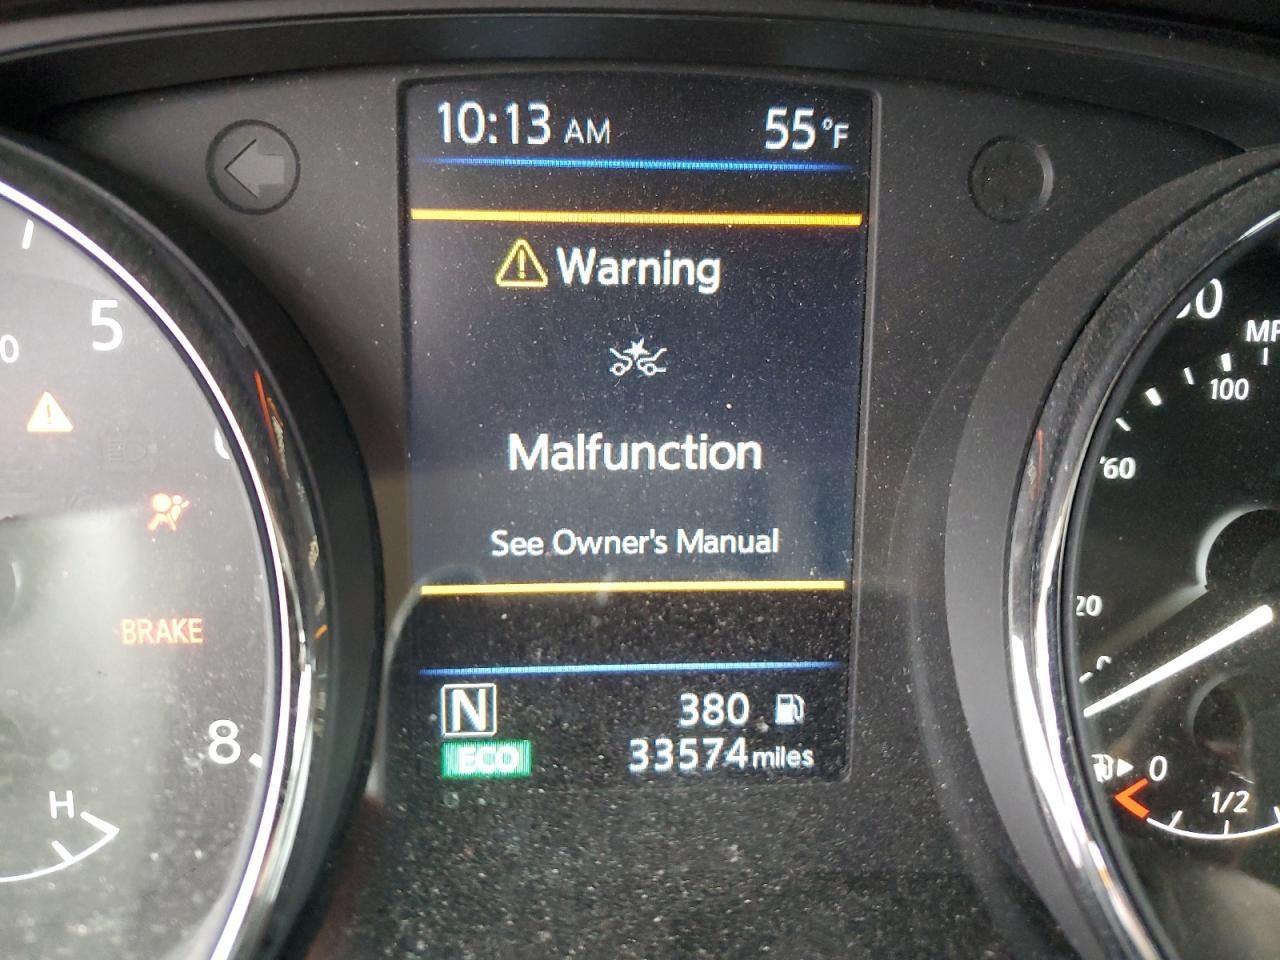 10:13 AM 55°F
Warning
Malfunction
See Owner's Manual
N 380
ECO 33574 miles
5
BRAKE
8
H
100
60
20
0
1/2